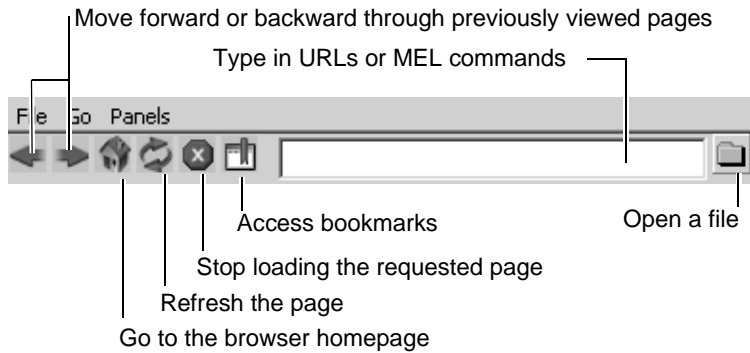 Move forward or backward through previously viewed pages
Type in URLs or MEL commands
File Go Panels
Access bookmarks
Open a file
Stop loading the requested page
Refresh the page
Go to the browser homepage